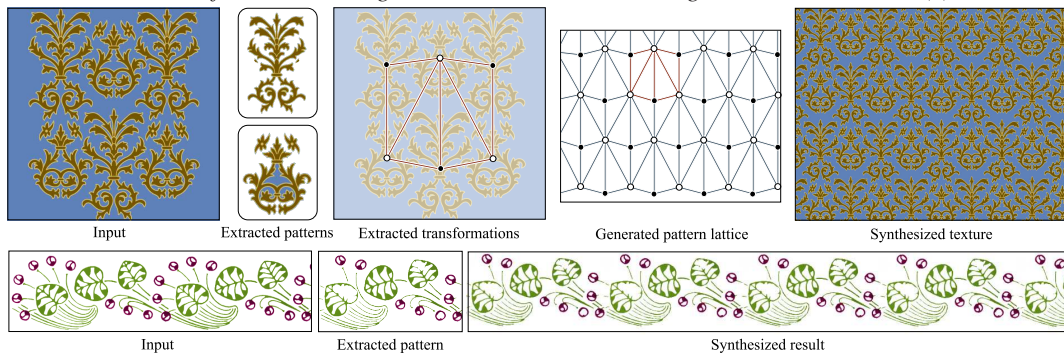 Input
Extracted patterns
Extracted transformations
Generated pattern lattice
Synthesized texture
Input
Extracted pattern
Synthesized result